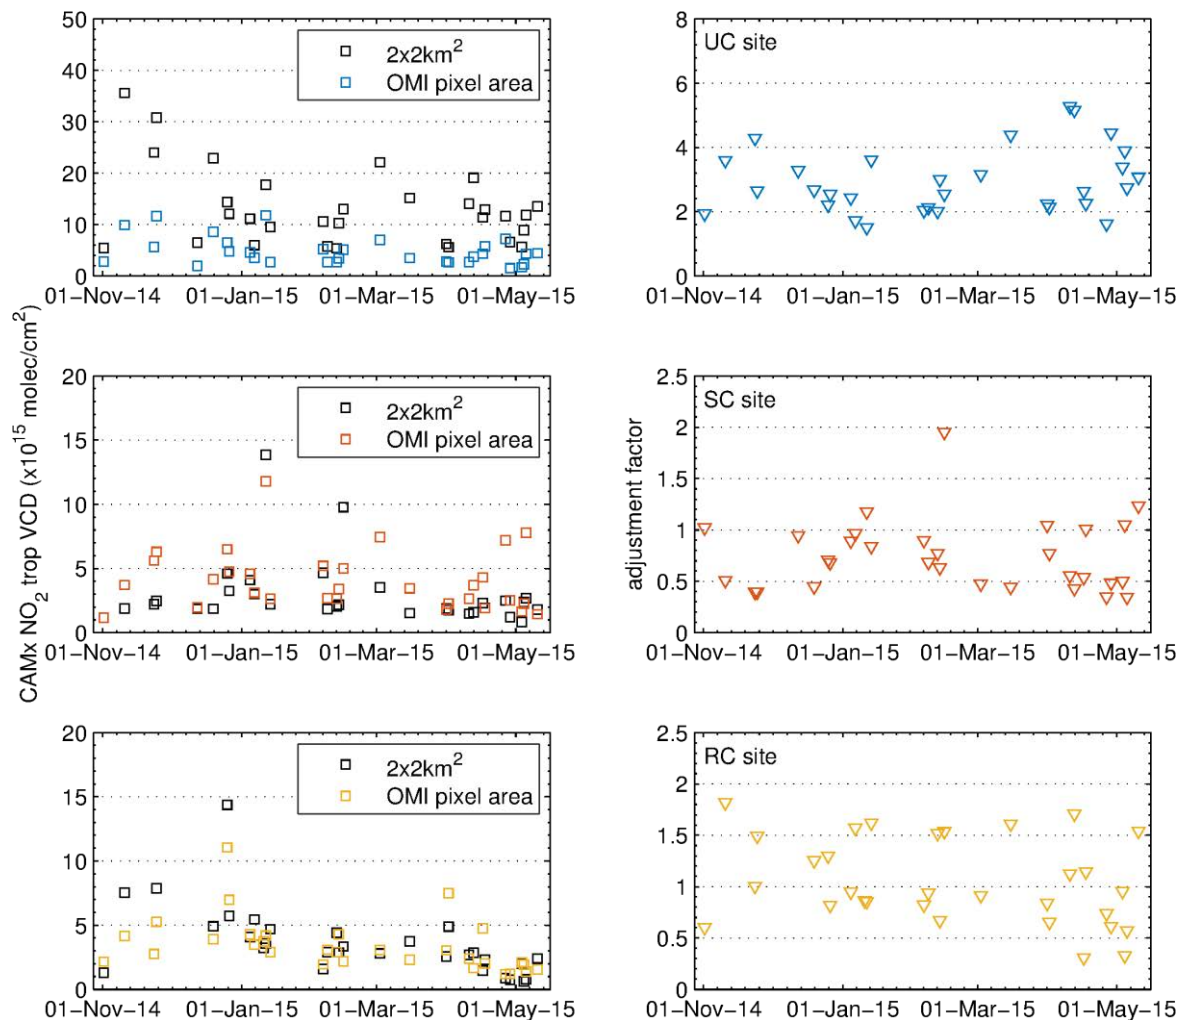 CAMx NO2 trop VCD (x10^15 molec/cm^2)
50
40
30
20
10
0
2x2km^2
OMI pixel area
01-Nov-14 01-Jan-15 01-Mar-15 01-May-15
8
6
4
2
0
UC site
01-Nov-14 01-Jan-15 01-Mar-15 01-May-15
20
15
10
5
0
2x2km^2
OMI pixel area
01-Nov-14 01-Jan-15 01-Mar-15 01-May-15
adjustment factor
2.5
2
1.5
1
0.5
0
SC site
01-Nov-14 01-Jan-15 01-Mar-15 01-May-15
20
15
10
5
0
2x2km^2
OMI pixel area
01-Nov-14 01-Jan-15 01-Mar-15 01-May-15
2.5
2
1.5
1
0.5
0
RC site
01-Nov-14 01-Jan-15 01-Mar-15 01-May-15